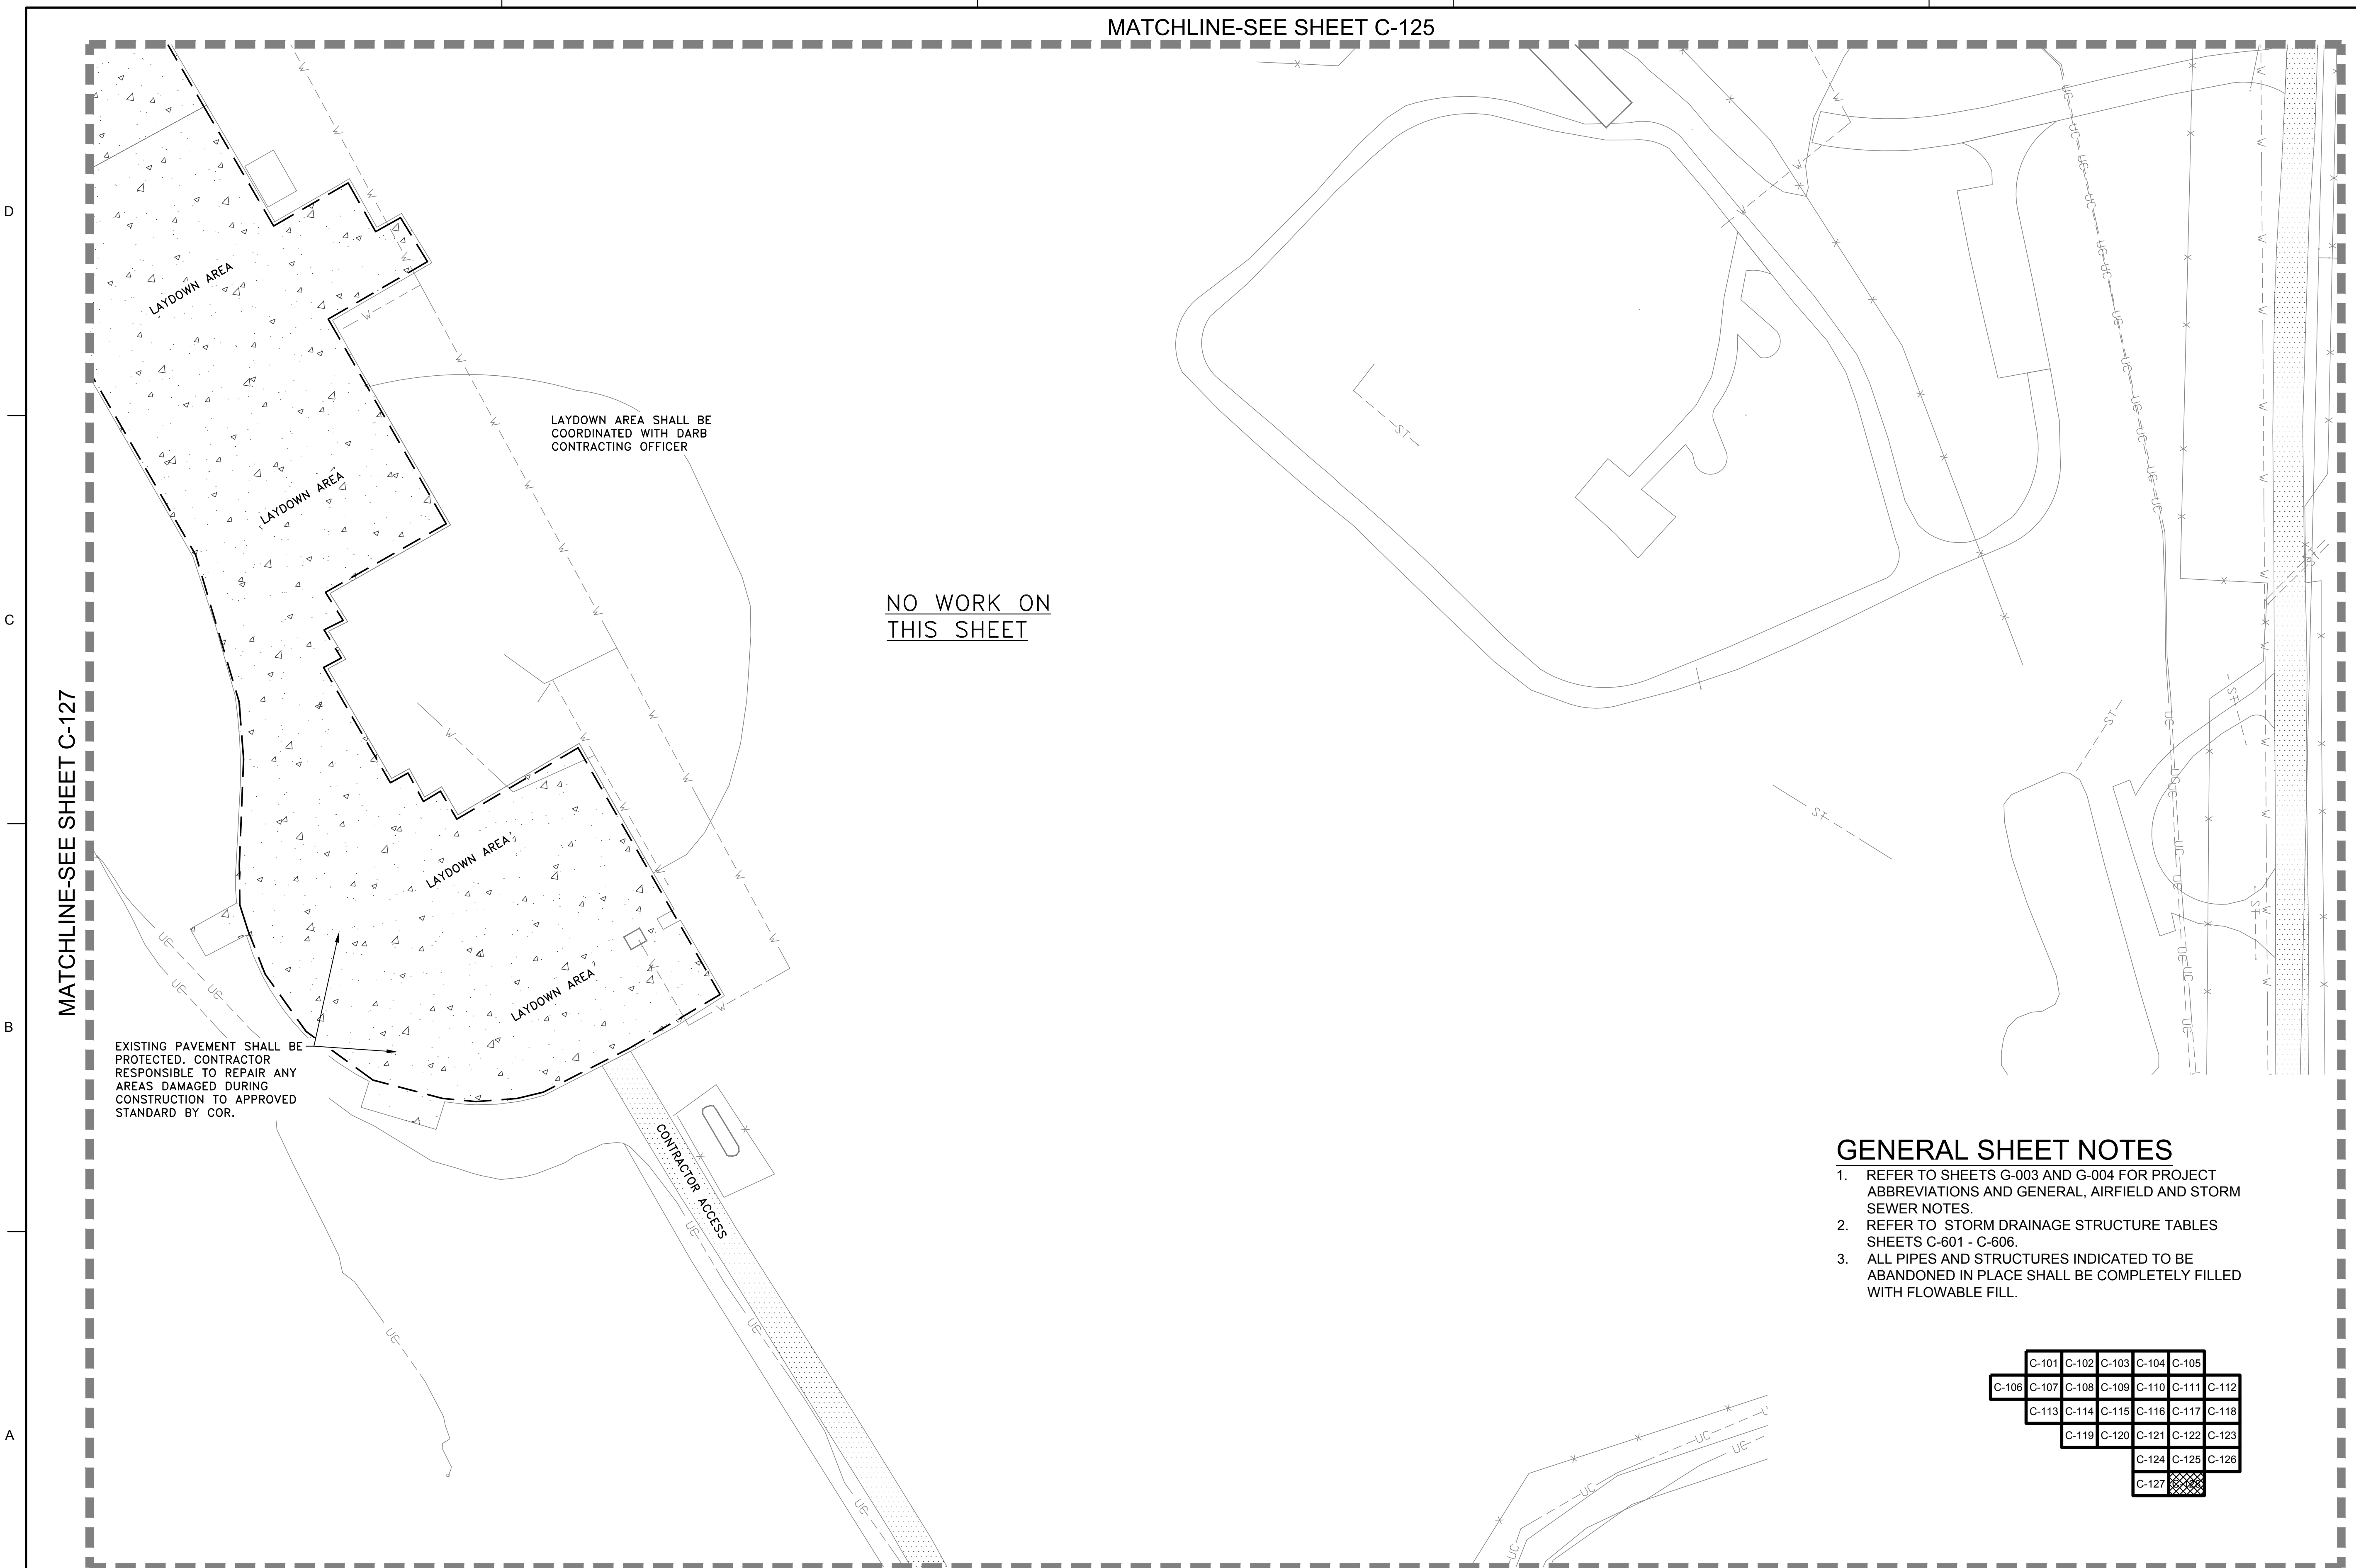 MATCHLINE-SEE SHEET C-125
D
C
B
A
MATCHLINE-SEE SHEET C-127
LAYDOWN AREA
LAYDOWN AREA
LAYDOWN AREA SHALL BE
COORDINATED WITH DARB
CONTRACTING OFFICER
NO WORK ON
THIS SHEET
LAYDOWN AREA
LAYDOWN AREA
EXISTING PAVEMENT SHALL BE
PROTECTED. CONTRACTOR
RESPONSIBLE TO REPAIR ANY
AREAS DAMAGED DURING
CONSTRUCTION TO APPROVED
STANDARD BY COR.
CONTRACTOR ACCESS
GENERAL SHEET NOTES
1. REFER TO SHEETS G-003 AND G-004 FOR PROJECT
ABBREVIATIONS AND GENERAL, AIRFIELD AND STORM
SEWER NOTES.
2. REFER TO STORM DRAINAGE STRUCTURE TABLES
SHEETS C-601 - C-606.
3. ALL PIPES AND STRUCTURES INDICATED TO BE
ABANDONED IN PLACE SHALL BE COMPLETELY FILLED
WITH FLOWABLE FILL.
C-101 C-102 C-103 C-104 C-105
C-106 C-107 C-108 C-109 C-110 C-111 C-112
C-113 C-114 C-115 C-116 C-117 C-118
C-119 C-120 C-121 C-122 C-123
C-124 C-125 C-126
C-127